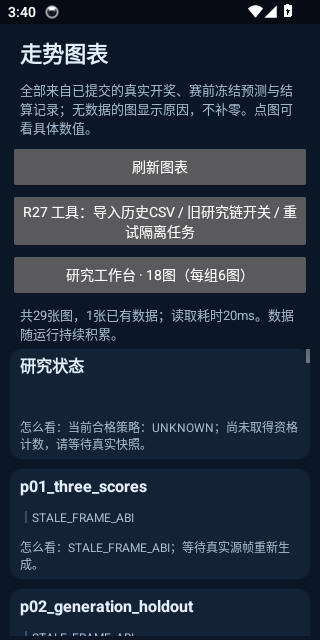 3:40
走势图表
全部来自已提交的真实开奖、赛前冻结预测与结
算记录；无数据的图显示原因，不补零。点图可
看具体数值。
刷新图表
R27 工具：导入历史CSV / 旧研究链开关 / 重
试隔离任务
研究工作台 · 18图（每组6图）
共29张图，1张已有数据；读取耗时20ms。数据
随运行持续积累。
研究状态
怎么看：当前合格策略：UNKNOWN；尚未取得资格
计数，请等待真实快照。
p01_three_scores
｜STALE_FRAME_ABI
怎么看：STALE_FRAME_ABI；等待真实源帧重新生
成。
p02_generation_holdout
｜STALE_FRAME_ABI